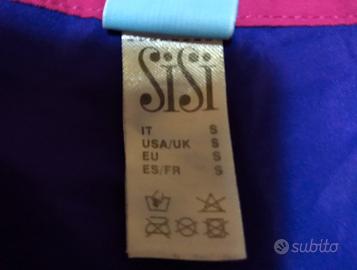 SiSi
IT S
USA/UK S
EU S
ES/FR S
subito